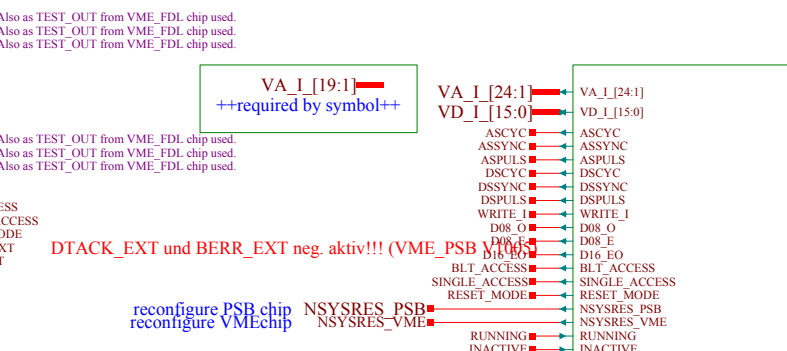 Also as TEST_OUT from VME_FDL chip used.
Also as TEST_OUT from VME_FDL chip used.
Also as TEST_OUT from VME_FDL chip used.
VA_I_[19:1]
++required by symbol++
VA_I_[24:1] VA_I_[24:1]
VD_I_[15:0] VD_I_[15:0]
ASCYC ASCYC
Also as TEST_OUT from VME_FDL chip used.
ASSYNC ASSYNC
Also as TEST_OUT from VME_FDL chip used.
ASPULS ASPULS
Also as TEST_OUT from VME_FDL chip used.
DSCYC DSCYC
DSSYNC DSSYNC
DSPULS DSPULS
ESS
WRITE_I WRITE_I
CCESS
D08_O D08_O
ODE
D08_E D08_E
XT
DTACK_EXT und BERR_EXT neg. aktiv!!! (VME_PSB V1005)
D16_EO D16_EO
T
BLT_ACCESS BLT_ACCESS
SINGLE_ACCESS SINGLE_ACCESS
RESET_MODE RESET_MODE
reconfigure PSB chip NSYSRES_PSB NSYSRES_PSB
reconfigure VMEchip NSYSRES_VME NSYSRES_VME
RUNNING RUNNING
INACTIVE INACTIVE